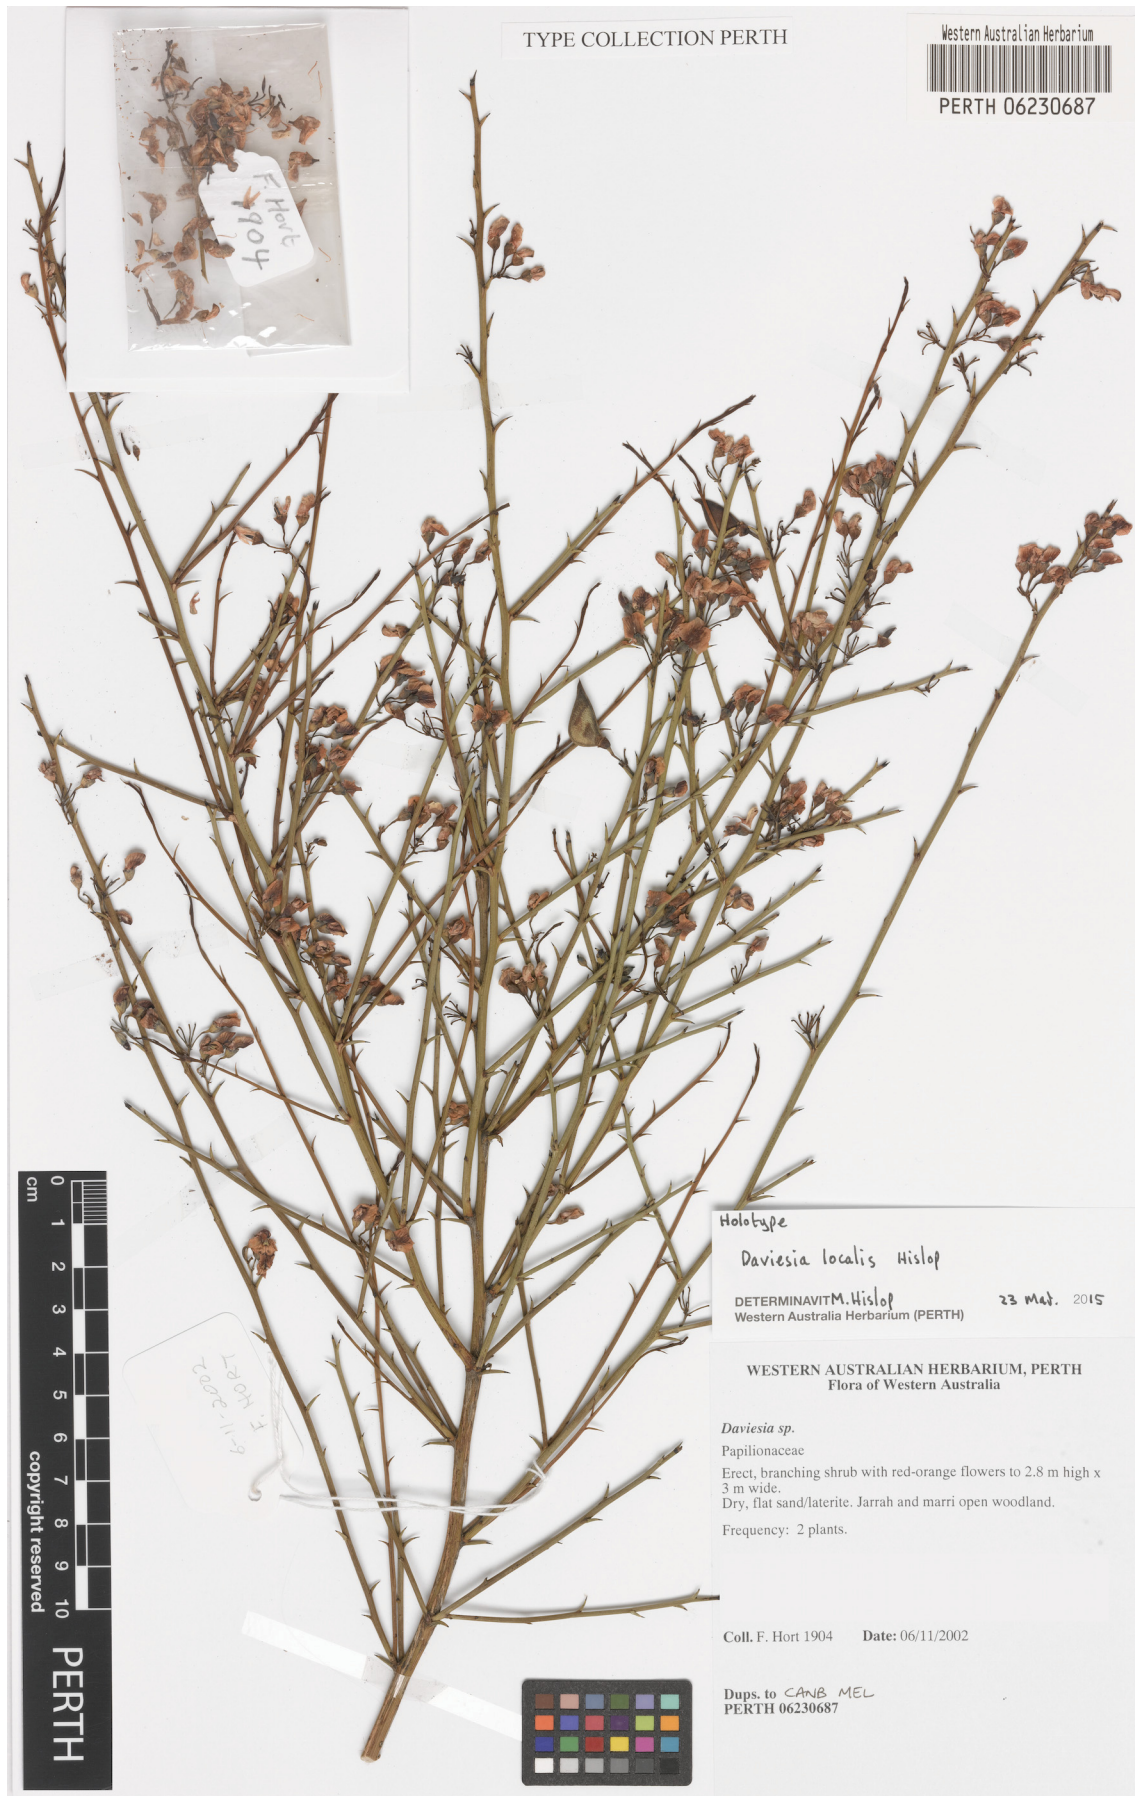 TYPE COLLECTION PERTH
Western Australian Herbarium
PERTH 06230687
F. Hort
1904
Holotype
Daviesia localis Hislop
DETERMINAVIT M. Hislop 23 Mar. 2015
Western Australia Herbarium (PERTH)
WESTERN AUSTRALIAN HERBARIUM, PERTH
Flora of Western Australia
Daviesia sp.
Papilionaceae
Erect, branching shrub with red-orange flowers to 2.8 m high x
3 m wide.
Dry, flat sand/laterite. Jarrah and marri open woodland.
Frequency: 2 plants.
Coll. F. Hort 1904 Date: 06/11/2002
Dups. to CANB MEL
PERTH 06230687
F. HORT
6-11-2002
0 1 2 3 4 5 6 7 8 9 10
cm
copyright reserved
PERTH